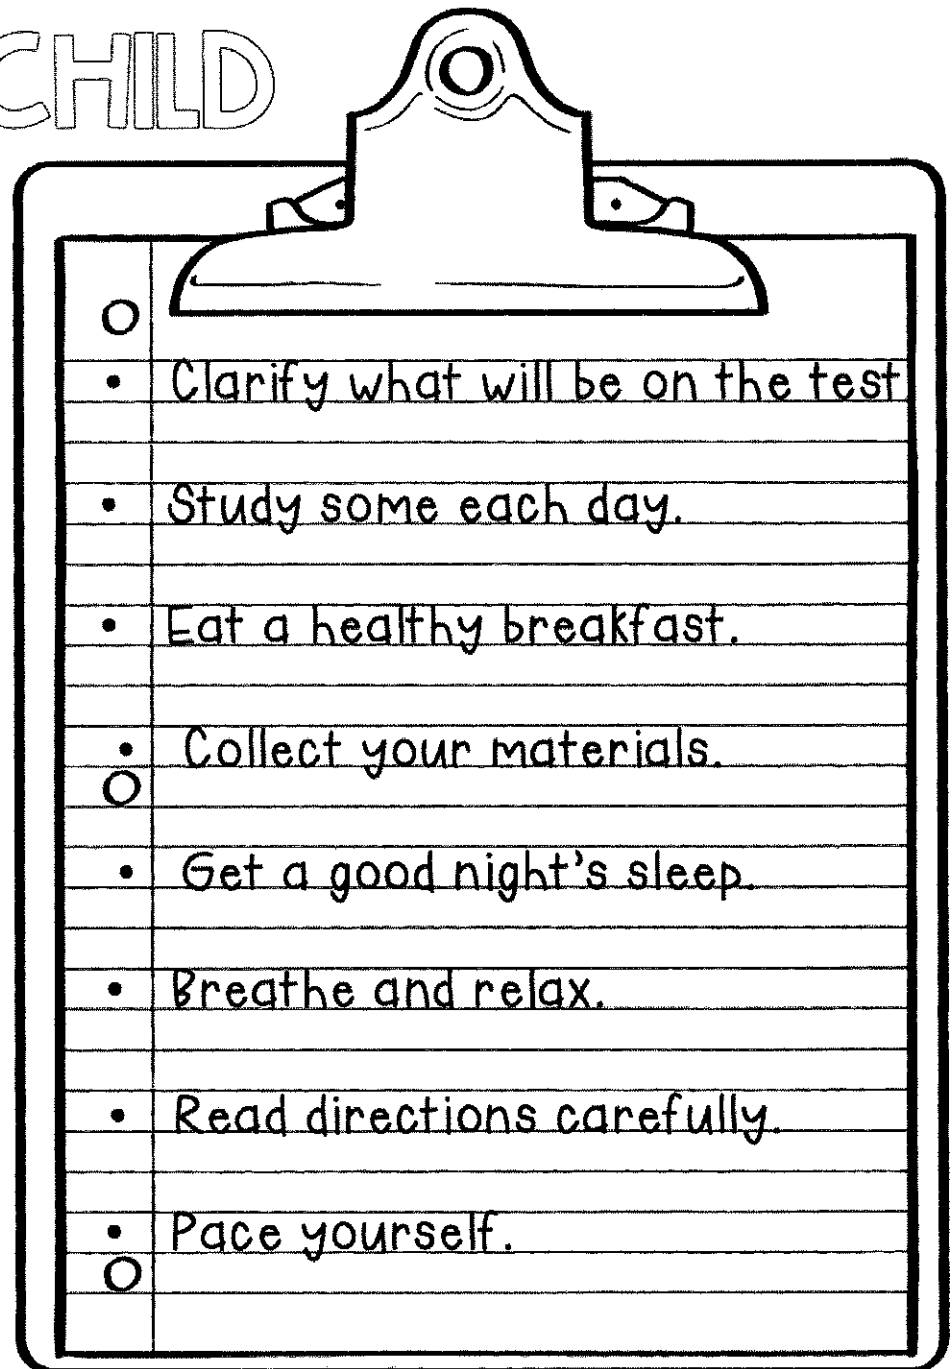 CHILD
• Clarify what will be on the test.
• Study some each day.
• Eat a healthy breakfast.
• Collect your materials.
• Get a good night's sleep.
• Breathe and relax.
• Read directions carefully.
• Pace yourself.